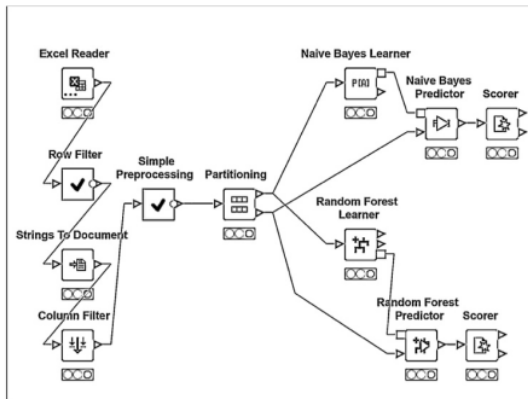 Excel Reader
Row Filter
Strings To Document
Column Filter
Simple
Preprocessing
Partitioning
Naive Bayes Learner
P[A]
Naive Bayes
Predictor
Scorer
Random Forest
Learner
Random Forest
Predictor
Scorer